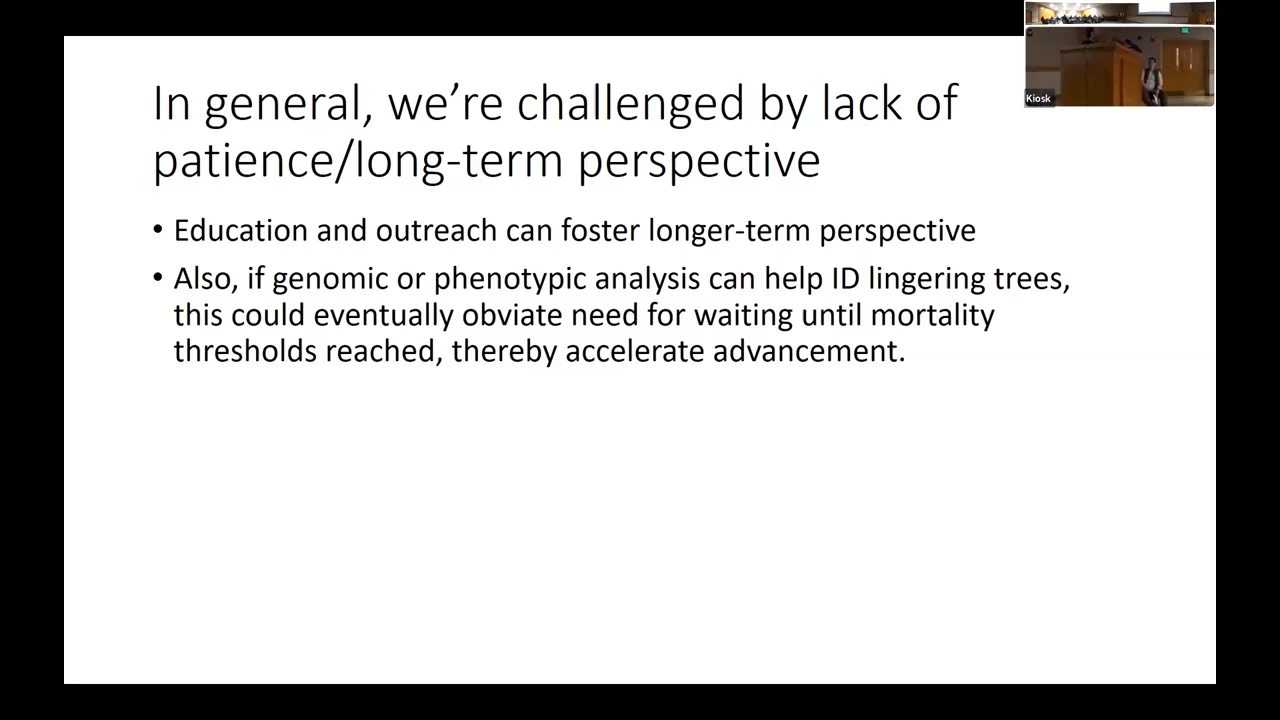 In general, we’re challenged by lack of
patience/long-term perspective
• Education and outreach can foster longer-term perspective
• Also, if genomic or phenotypic analysis can help ID lingering trees,
this could eventually obviate need for waiting until mortality
thresholds reached, thereby accelerate advancement.
Kiosk